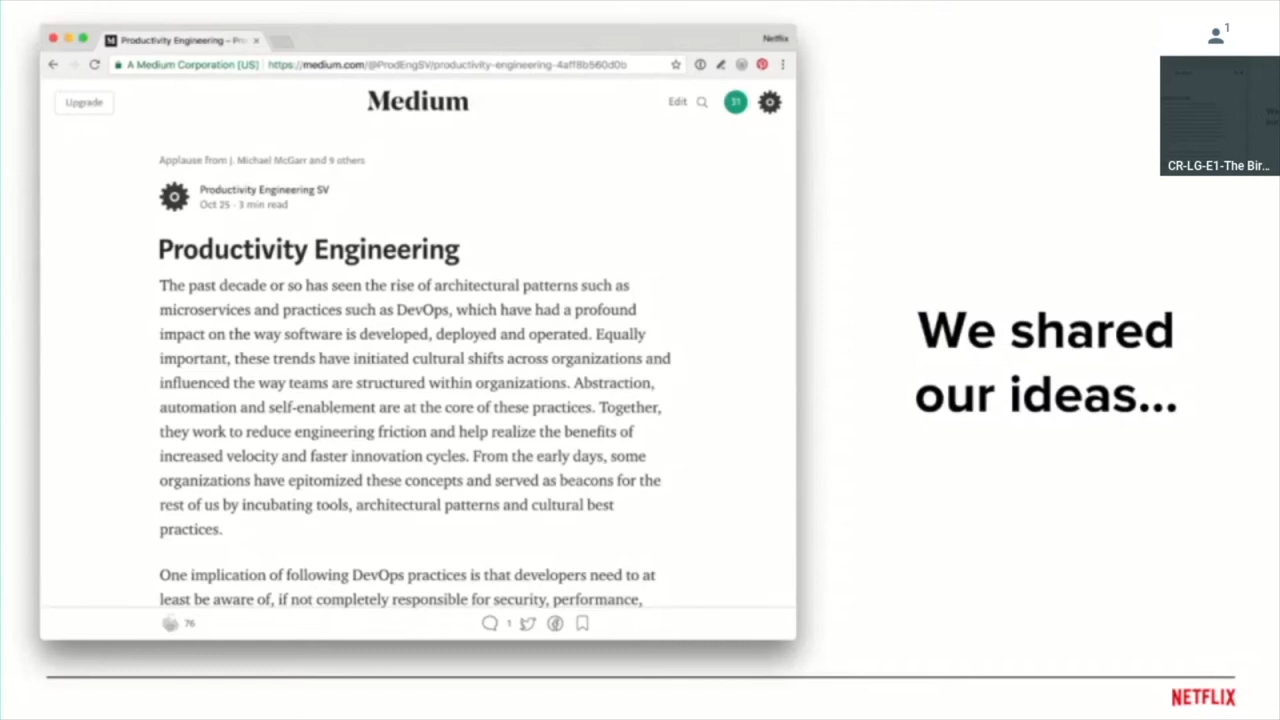 Productivity Engineering – Pro
Netflix
A Medium Corporation [US]
https://medium.com/@ProdEngSV/productivity-engineering-4aff8b560d0b
Upgrade
Medium
Edit
31
Applause from J. Michael McGarr and 9 others
Productivity Engineering SV
Oct 25 · 3 min read
Productivity Engineering
The past decade or so has seen the rise of architectural patterns such as
microservices and practices such as DevOps, which have had a profound
impact on the way software is developed, deployed and operated. Equally
important, these trends have initiated cultural shifts across organizations and
influenced the way teams are structured within organizations. Abstraction,
automation and self-enablement are at the core of these practices. Together,
they work to reduce engineering friction and help realize the benefits of
increased velocity and faster innovation cycles. From the early days, some
organizations have epitomized these concepts and served as beacons for the
rest of us by incubating tools, architectural patterns and cultural best
practices.
One implication of following DevOps practices is that developers need to at
least be aware of, if not completely responsible for security, performance,
76
1
We shared
our ideas...
1
CR-LG-E1-The Bir...
NETFLIX